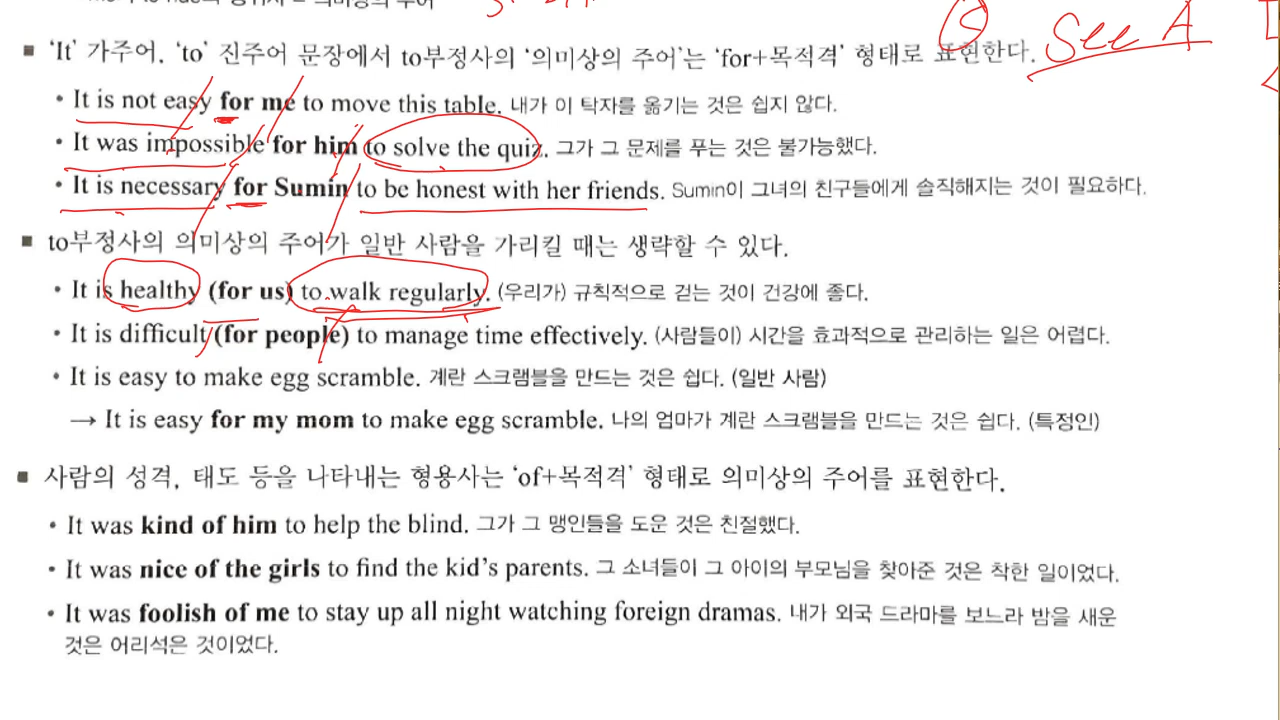 ■ ‘It’ 가주어, ‘to’ 진주어 문장에서 to부정사의 ‘의미상의 주어’는 ‘for+목적격’ 형태로 표현한다. See A
• It is not easy for me to move this table. 내가 이 탁자를 옮기는 것은 쉽지 않다.
• It was impossible for him to solve the quiz. 그가 그 문제를 푸는 것은 불가능했다.
• It is necessary for Sumin to be honest with her friends. Sumin이 그녀의 친구들에게 솔직해지는 것이 필요하다.
■ to부정사의 의미상의 주어가 일반 사람을 가리킬 때는 생략할 수 있다.
• It is healthy (for us) to walk regularly. (우리가) 규칙적으로 걷는 것이 건강에 좋다.
• It is difficult (for people) to manage time effectively. (사람들이) 시간을 효과적으로 관리하는 일은 어렵다.
• It is easy to make egg scramble. 계란 스크램블을 만드는 것은 쉽다. (일반 사람)
→ It is easy for my mom to make egg scramble. 나의 엄마가 계란 스크램블을 만드는 것은 쉽다. (특정인)
■ 사람의 성격, 태도 등을 나타내는 형용사는 ‘of+목적격’ 형태로 의미상의 주어를 표현한다.
• It was kind of him to help the blind. 그가 그 맹인들을 도운 것은 친절했다.
• It was nice of the girls to find the kid’s parents. 그 소녀들이 그 아이의 부모님을 찾아준 것은 착한 일이었다.
• It was foolish of me to stay up all night watching foreign dramas. 내가 외국 드라마를 보느라 밤을 새운
것은 어리석은 것이었다.